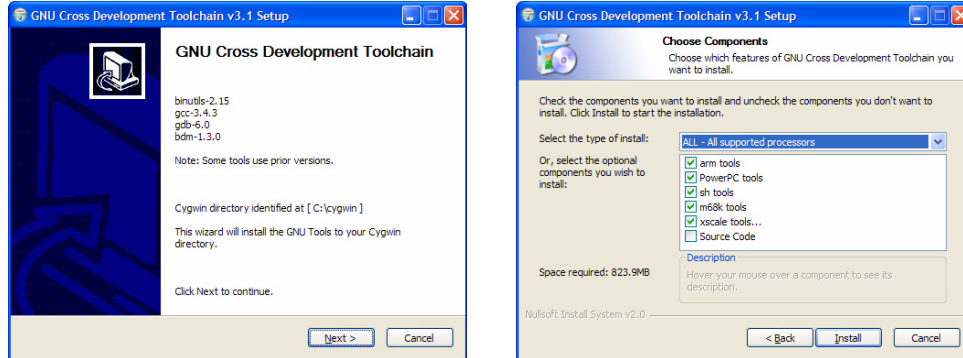 GNU Cross Development Toolchain v3.1 Setup
GNU Cross Development Toolchain
binutils-2.15
gcc-3.4.3
gdb-6.0
bdm-1.3.0
Note: Some tools use prior versions.
Cygwin directory identified at [ C:\cygwin ]
This wizard will install the GNU Tools to your Cygwin
directory.
Click Next to continue.
Next >
Cancel
GNU Cross Development Toolchain v3.1 Setup
Choose Components
Choose which features of GNU Cross Development Toolchain you
want to install.
Check the components you want to install and uncheck the components you don't want to
install. Click Install to start the installation.
Select the type of install:
ALL - All supported processors
Or, select the optional
components you wish to
install:
arm tools
PowerPC tools
sh tools
m68k tools
xscale tools...
Source Code
Space required: 823.9MB
Description
Hover your mouse over a component to see its
description.
Nullsoft Install System v2.0
< Back
Install
Cancel